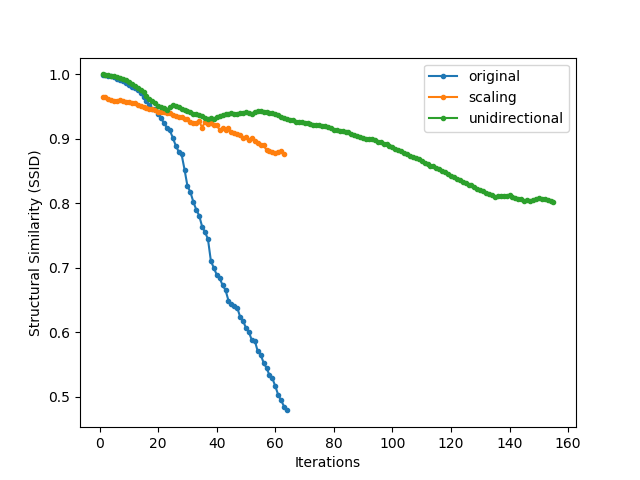 original
scaling
unidirectional
1.0
0.9
0.8
0.7
0.6
0.5
Structural Similarity (SSID)
0 20 40 60 80 100 120 140 160
Iterations